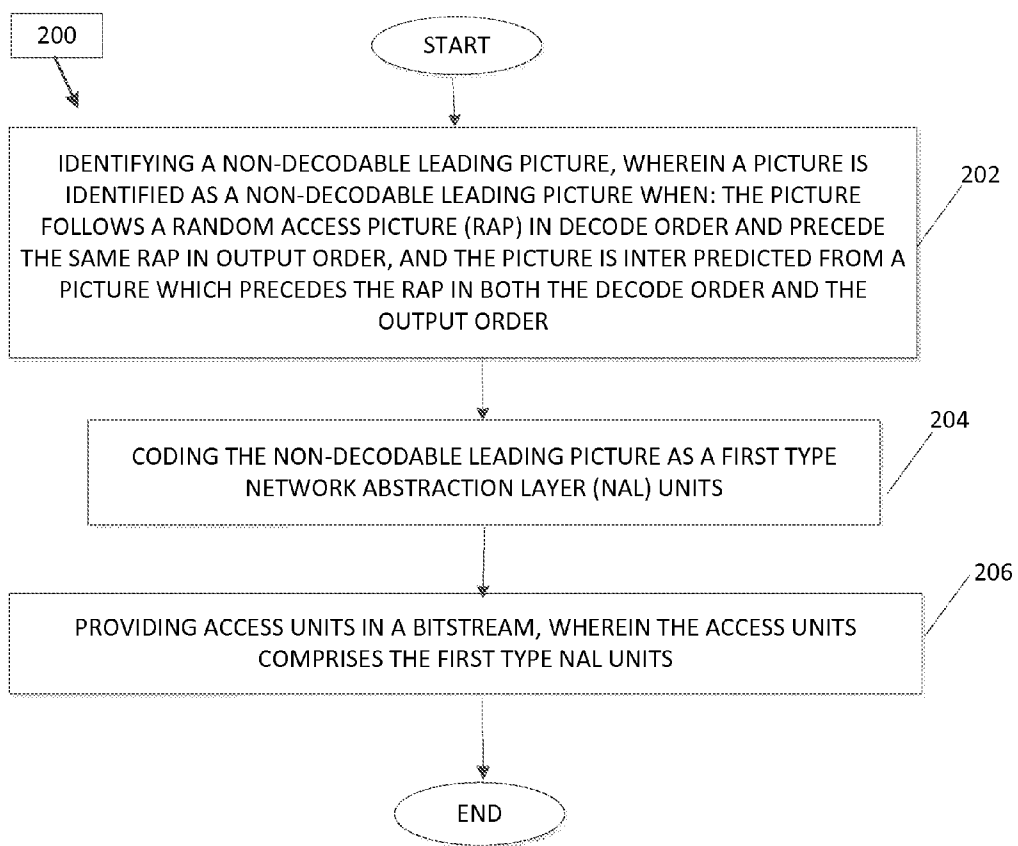 200
START
IDENTIFYING A NON-DECODABLE LEADING PICTURE, WHEREIN A PICTURE IS
IDENTIFIED AS A NON-DECODABLE LEADING PICTURE WHEN: THE PICTURE
FOLLOWS A RANDOM ACCESS PICTURE (RAP) IN DECODE ORDER AND PRECEDE
THE SAME RAP IN OUTPUT ORDER, AND THE PICTURE IS INTER PREDICTED FROM A
PICTURE WHICH PRECEDES THE RAP IN BOTH THE DECODE ORDER AND THE
OUTPUT ORDER
202
CODING THE NON-DECODABLE LEADING PICTURE AS A FIRST TYPE
NETWORK ABSTRACTION LAYER (NAL) UNITS
204
PROVIDING ACCESS UNITS IN A BITSTREAM, WHEREIN THE ACCESS UNITS
COMPRISES THE FIRST TYPE NAL UNITS
206
END